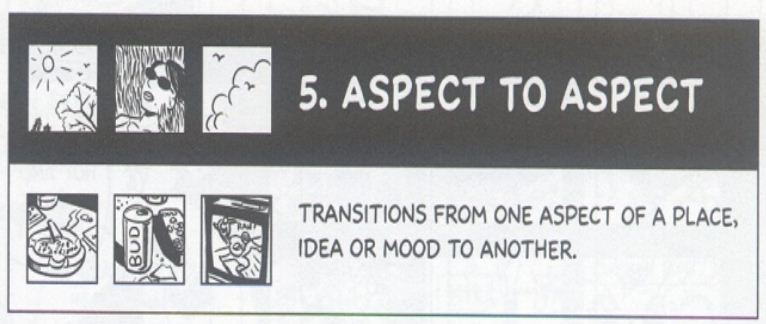 5. ASPECT TO ASPECT
BUD
TRANSITIONS FROM ONE ASPECT OF A PLACE,
IDEA OR MOOD TO ANOTHER.